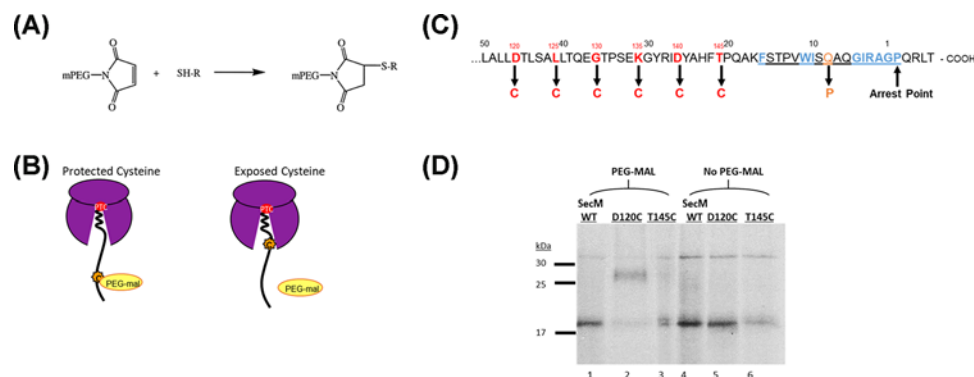 (A)
mPEG-N
O
O
+
SH-R
mPEG-N
O
O
S-R
(B)
Protected Cysteine
Exposed Cysteine
PTC
PTC
C
C
PEG-mal
PEG-mal
(C)
50 120 125 40 130 135 30 140 145 20 10 1
...LALLDTLSALLTQEGTPSEKGYRIDYAHFTPQAKFSTPVWISQAQGIRAGPQRLT - COOH
C C C C C C P Arrest Point
(D)
PEG-MAL No PEG-MAL
SecM SecM
WT D120C T145C WT D120C T145C
kDa
30
25
17
1 2 3 4 5 6